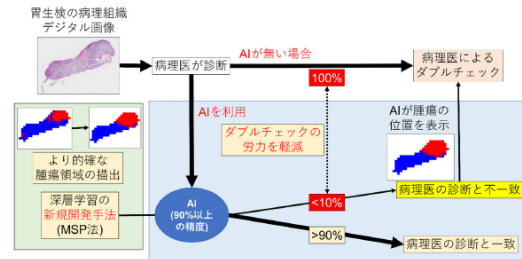 胃生検の病理組織
デジタル画像
病理医が診断
AIが無い場合
100%
病理医による
ダブルチェック
AIを利用
ダブルチェックの
労力を軽減
AIが腫瘍の
位置を表示
より的確な
腫瘍領域の描出
深層学習の
新規開発手法
(MSP法)
AI
(90%以上
の精度)
<10%
病理医の診断と不一致
>90%
病理医の診断と一致